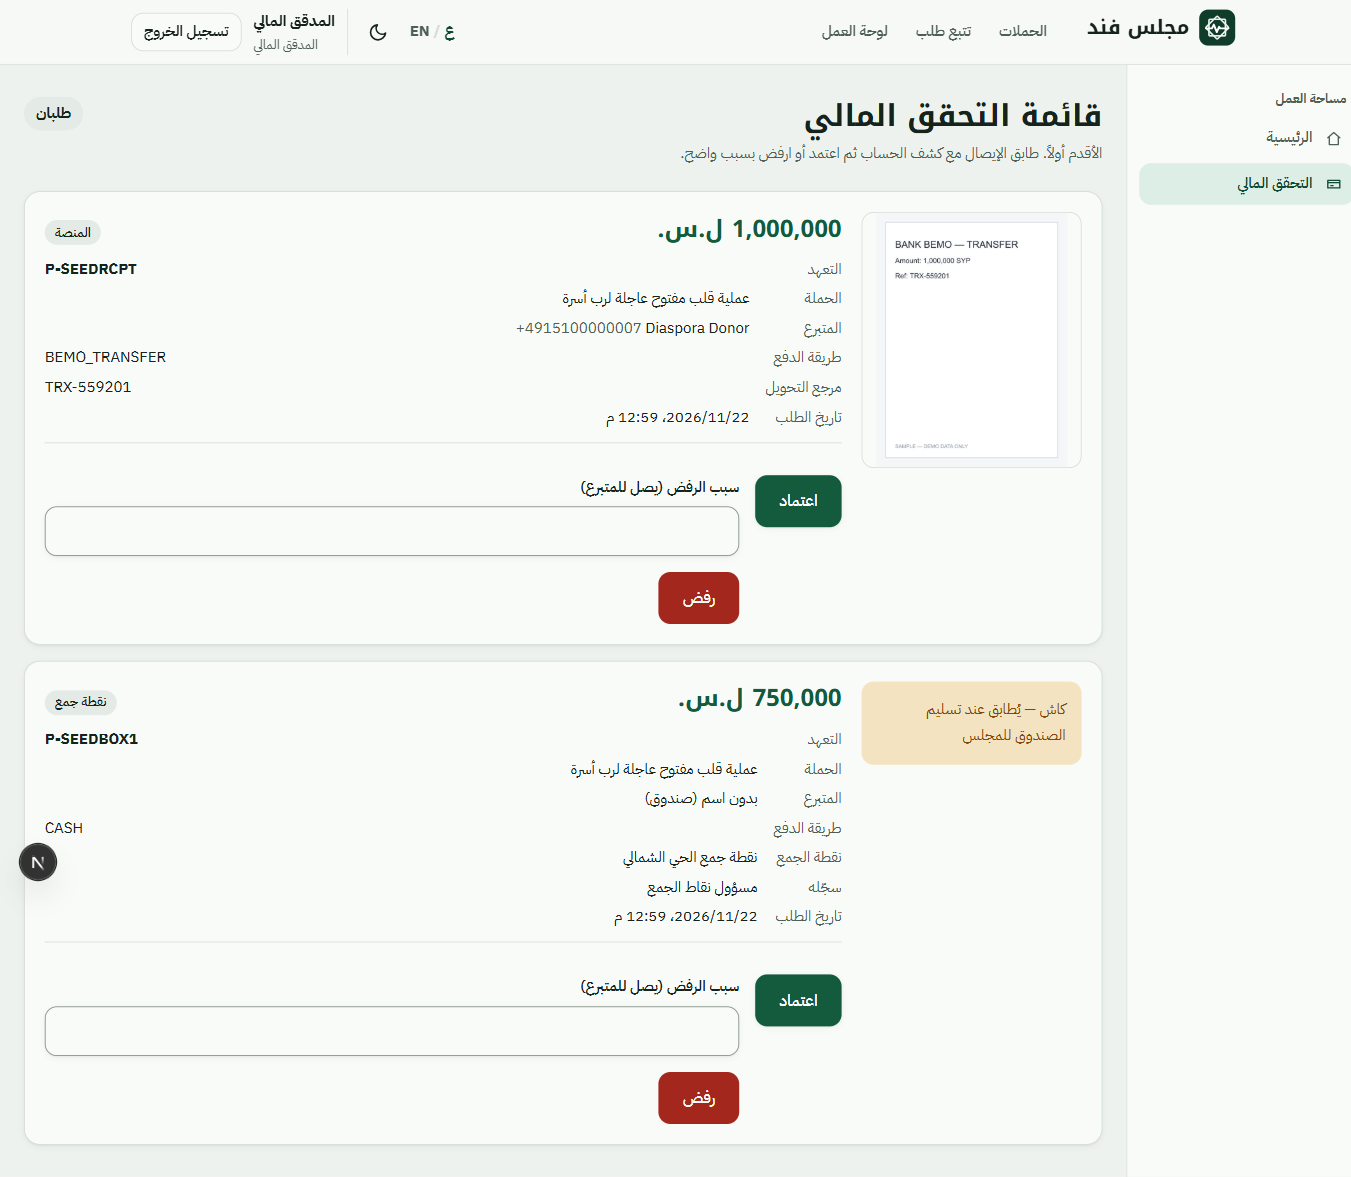 مجلس فند
الحملات
تتبع طلب
لوحة العمل
ع / EN
المدقق المالي
المدقق المالي
تسجيل الخروج
مساحة العمل
الرئيسية
التحقق المالي
قائمة التحقق المالي
طلبان
الأقدم أولاً. طابق الإيصال مع كشف الحساب ثم اعتمد أو ارفض بسبب واضح.
BANK BEMO — TRANSFER
Amount: 1,000,000 SYP
Ref: TRX-559201
SAMPLE — DEMO DATA ONLY
1,000,000 ل.س.
المنصة
التعهد P-SEEDRCPT
الحملة عملية قلب مفتوح عاجلة لرب أسرة
المتبرع Diaspora Donor +4915100000007
طريقة الدفع BEMO_TRANSFER
مرجع التحويل TRX-559201
تاريخ الطلب 2026/11/22، 12:59 م
اعتماد
سبب الرفض (يصل للمتبرع)
رفض
كاش — يُطابق عند تسليم
الصندوق للمجلس
750,000 ل.س.
نقطة جمع
التعهد P-SEEDBOX1
الحملة عملية قلب مفتوح عاجلة لرب أسرة
المتبرع بدون اسم (صندوق)
طريقة الدفع CASH
نقطة الجمع نقطة جمع الحي الشمالي
سجّله مسؤول نقاط الجمع
تاريخ الطلب 2026/11/22، 12:59 م
اعتماد
سبب الرفض (يصل للمتبرع)
رفض
N